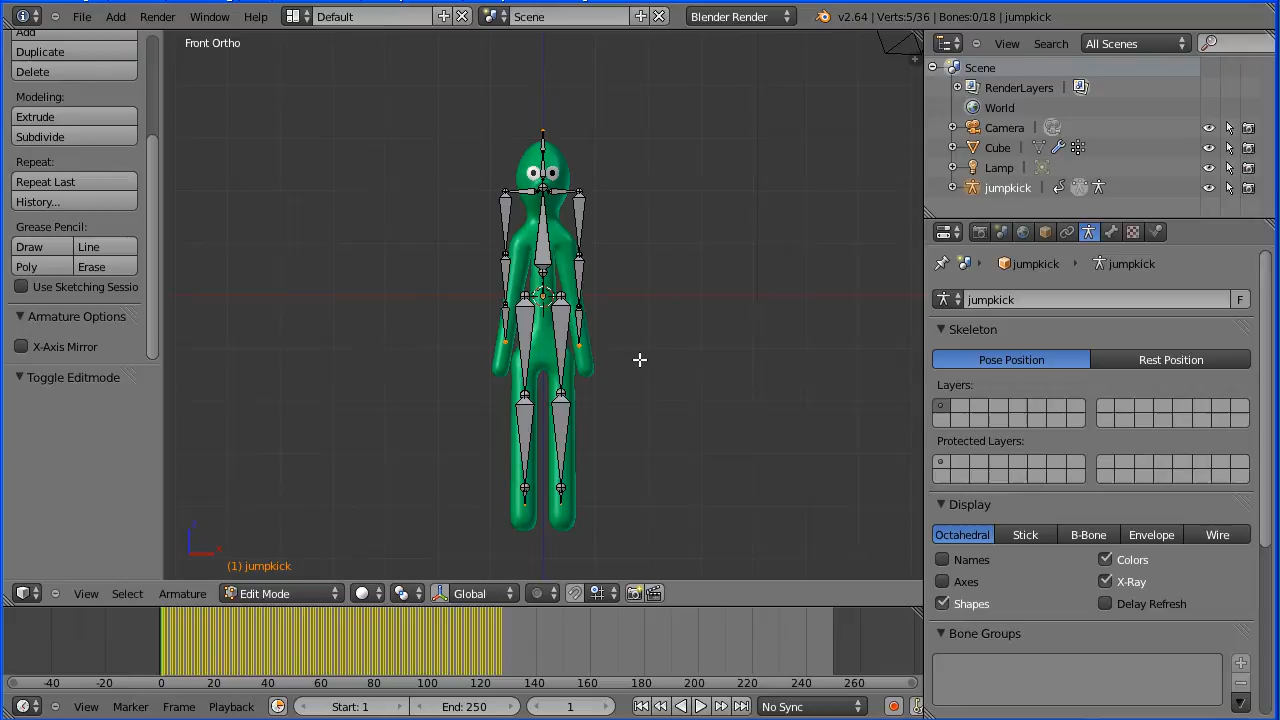 File Add Render Window Help Default Scene Blender Render v2.64 | Verts:5/36 | Bones:0/18 | jumpkick
Add
Duplicate
Delete
Modeling:
Extrude
Subdivide
Repeat:
Repeat Last
History...
Grease Pencil:
Draw Line
Poly Erase
Use Sketching Sessio
Armature Options
X-Axis Mirror
Toggle Editmode
Front Ortho
(1) jumpkick
View Select Armature Edit Mode Global
-40 -20 0 20 40 60 80 100 120 140 160 180 200 220 240 260
View Marker Frame Playback Start: 1 End: 250 1 No Sync
View Search All Scenes
Scene
RenderLayers
World
Camera
Cube
Lamp
jumpkick
jumpkick jumpkick
jumpkick F
Skeleton
Pose Position Rest Position
Layers:
Protected Layers:
Display
Octahedral Stick B-Bone Envelope Wire
Names Colors
Axes X-Ray
Shapes Delay Refresh
Bone Groups